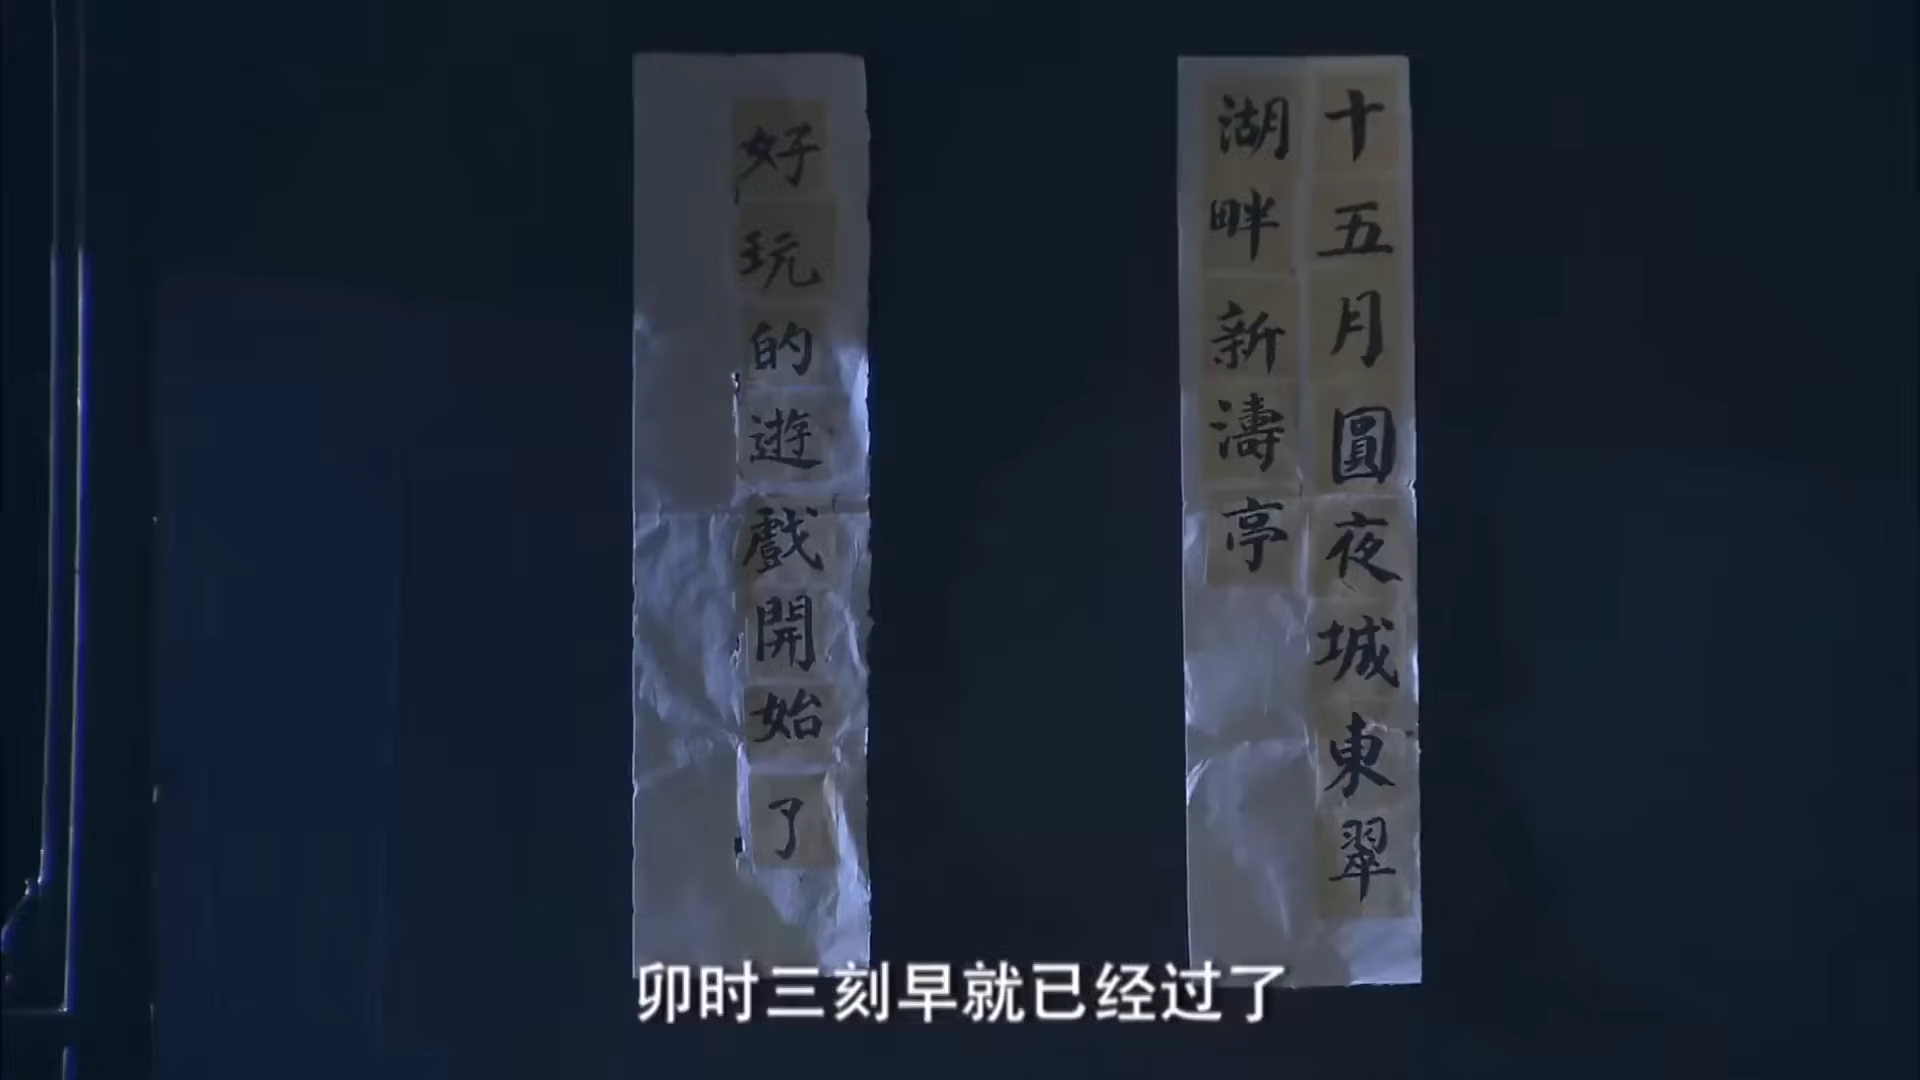 十五月圓夜城東翠
湖畔新濤亭
好玩的遊戲開始了
卯时三刻早就已经过了